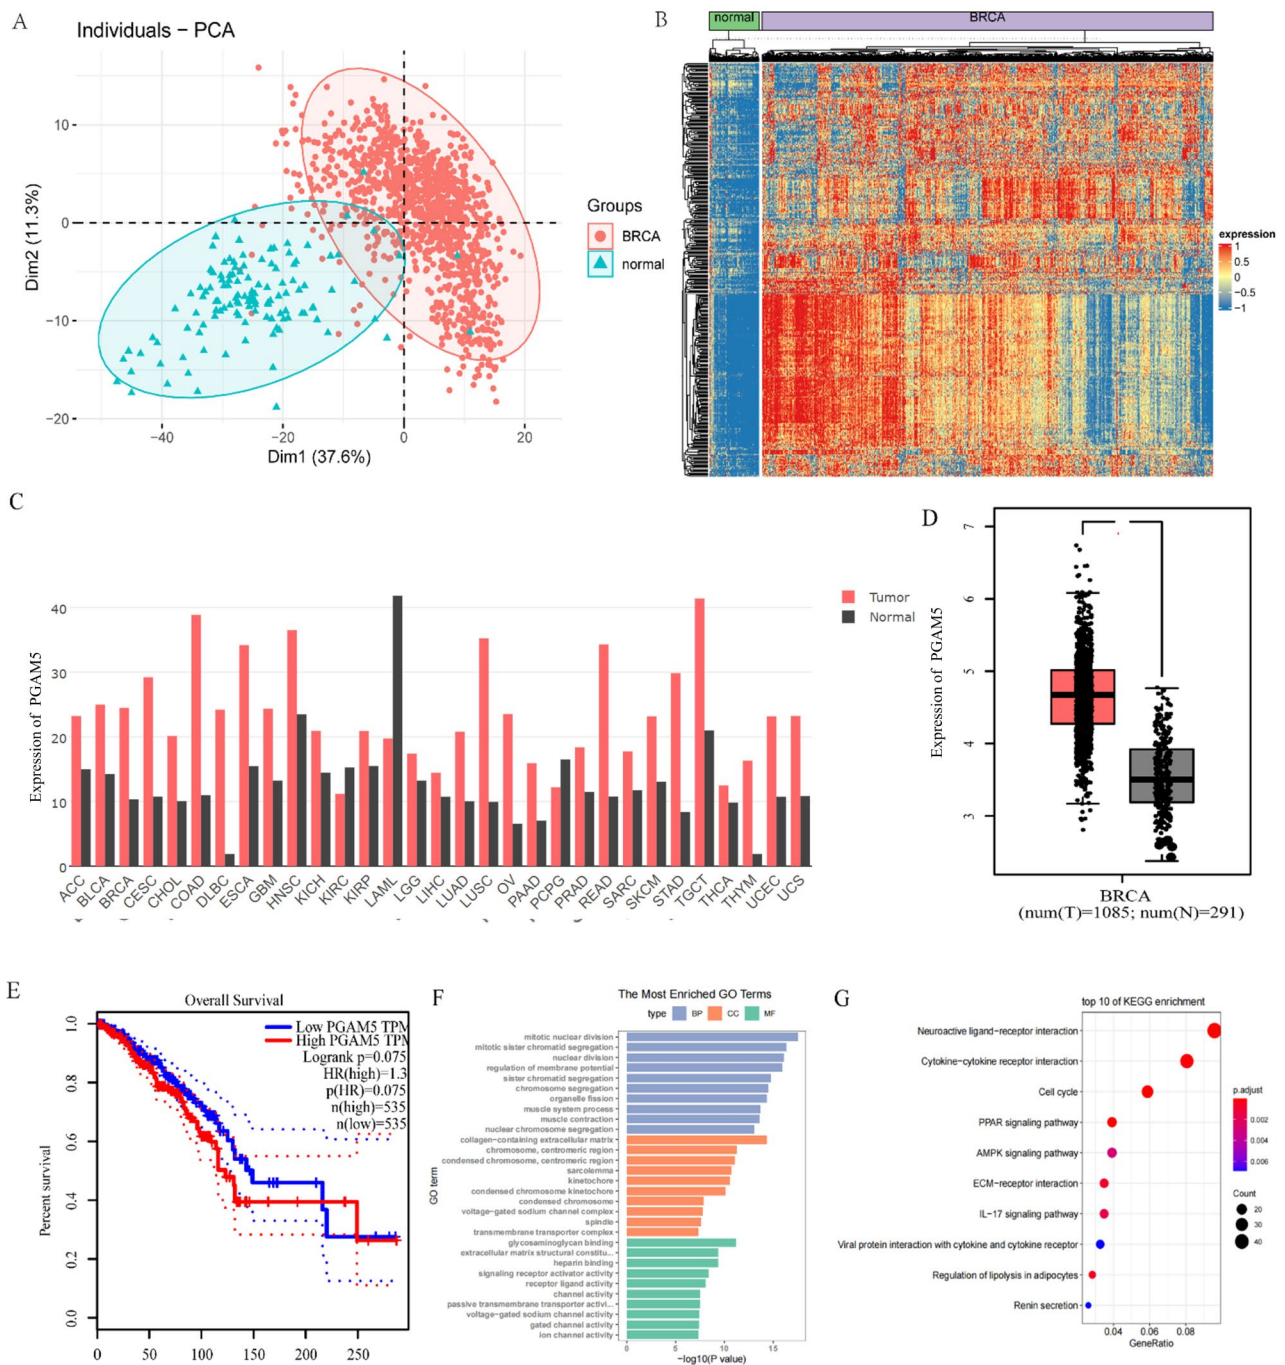 A
Individuals − PCA
10
0
−10
−20
−40
−20
0
20
Dim2 (11.3%)
Dim1 (37.6%)
Groups
BRCA
normal
B
normal
BRCA
expression
1
0.5
0
−0.5
−1
C
Expression of PGAM5
40
30
20
10
0
ACC
BLCA
BRCA
CESC
CHOL
COAD
DLBC
ESCA
GBM
HNSC
KICH
KIRC
KIRP
LAML
LGG
LIHC
LUAD
LUSC
OV
PAAD
PCPG
PRAD
READ
SARC
SKCM
STAD
TGCT
THCA
THYM
UCEC
UCS
Tumor
Normal
D
Expression of PGAM5
7
6
5
4
3
BRCA
(num(T)=1085; num(N)=291)
E
Overall Survival
Low PGAM5 TPM
High PGAM5 TPM
Logrank p=0.075
HR(high)=1.3
p(HR)=0.075
n(high)=535
n(low)=535
Percent survival
1.0
0.8
0.6
0.4
0.2
0.0
0
50
100
150
200
250
F
The Most Enriched GO Terms
type BP CC MF
GO term
mitotic nuclear division
mitotic sister chromatid segregation
nuclear division
regulation of membrane potential
sister chromatid segregation
chromosome segregation
organelle fission
muscle system process
muscle contraction
nuclear chromosome segregation
collagen-containing extracellular matrix
chromosome, centromeric region
condensed chromosome, centromeric region
sarcolemma
kinetochore
condensed chromosome kinetochore
condensed chromosome
voltage-gated sodium channel complex
spindle
transmembrane transporter complex
glycosaminoglycan binding
extracellular matrix structural constitu...
heparin binding
signaling receptor activator activity
receptor ligand activity
channel activity
passive transmembrane transporter activi...
voltage-gated sodium channel activity
gated channel activity
ion channel activity
0
5
10
15
−log10(P value)
G
top 10 of KEGG enrichment
Neuroactive ligand−receptor interaction
Cytokine−cytokine receptor interaction
Cell cycle
PPAR signaling pathway
AMPK signaling pathway
ECM−receptor interaction
IL−17 signaling pathway
Viral protein interaction with cytokine and cytokine receptor
Regulation of lipolysis in adipocytes
Renin secretion
0.04
0.06
0.08
GeneRatio
p.adjust
0.002
0.004
0.006
Count
20
30
40